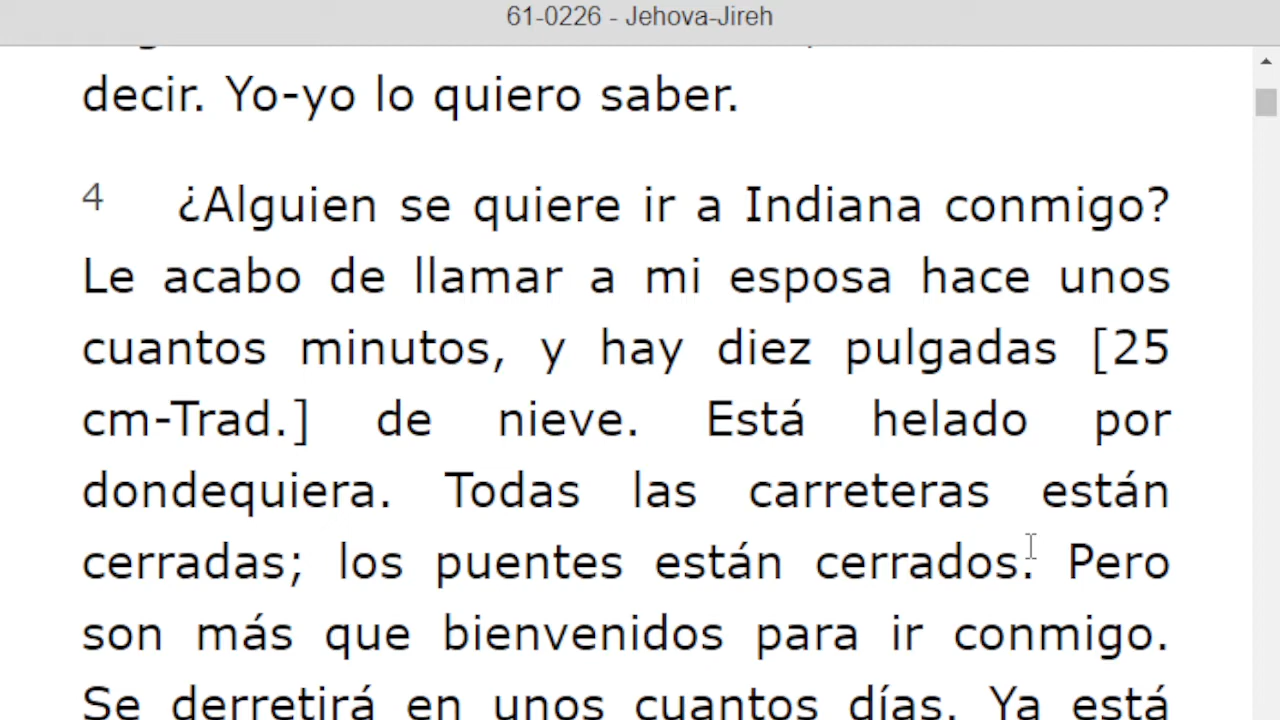 61-0226 - Jehova-Jireh
decir. Yo-yo lo quiero saber.
4 ¿Alguien se quiere ir a Indiana conmigo?
Le acabo de llamar a mi esposa hace unos
cuantos minutos, y hay diez pulgadas [25
cm-Trad.] de nieve. Está helado por
dondequiera. Todas las carreteras están
cerradas; los puentes están cerrados. Pero
son más que bienvenidos para ir conmigo.
Se derretirá en unos cuantos días. Ya está